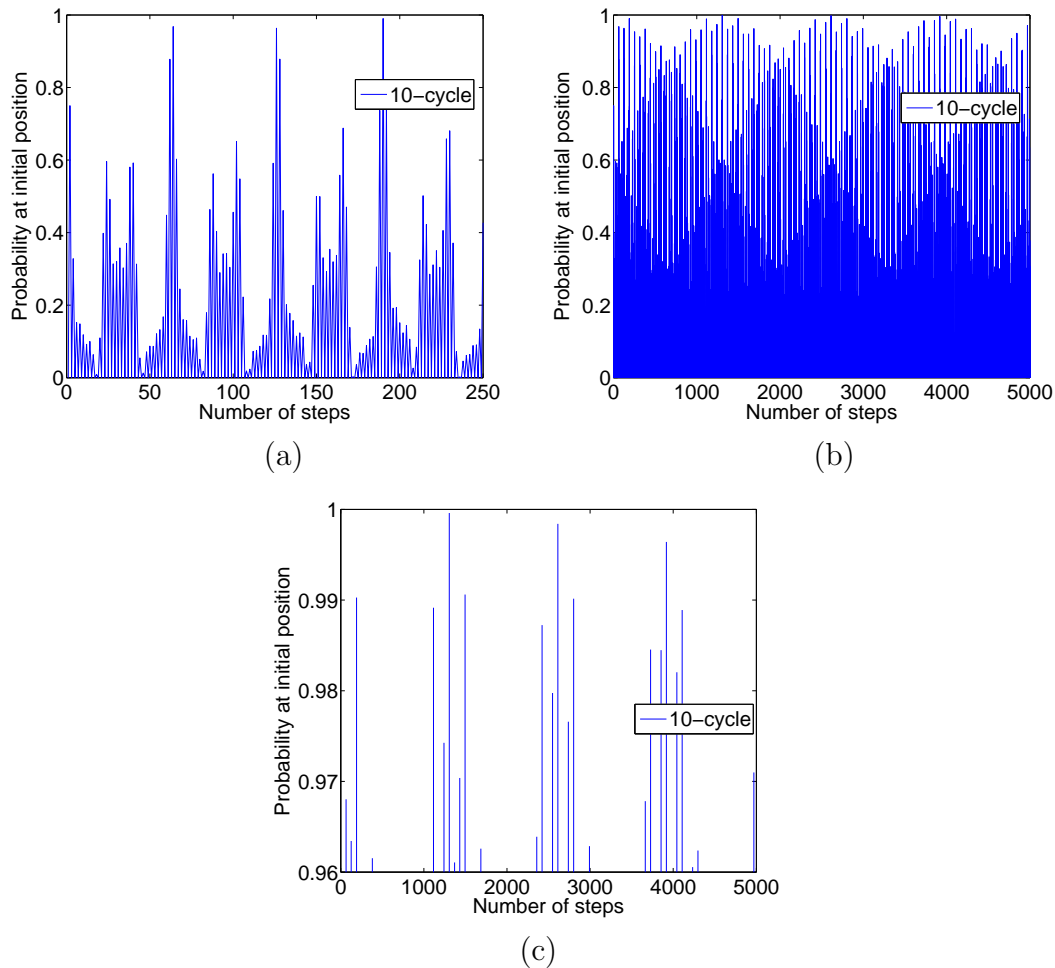 1
0.8
0.6
0.4
0.2
0
Probability at initial position
10−cycle
0 50 100 150 200 250
Number of steps
(a)
1
0.8
0.6
0.4
0.2
0
Probability at initial position
10−cycle
0 1000 2000 3000 4000 5000
Number of steps
(b)
1
0.99
0.98
0.97
0.96
Probability at initial position
10−cycle
0 1000 2000 3000 4000 5000
Number of steps
(c)